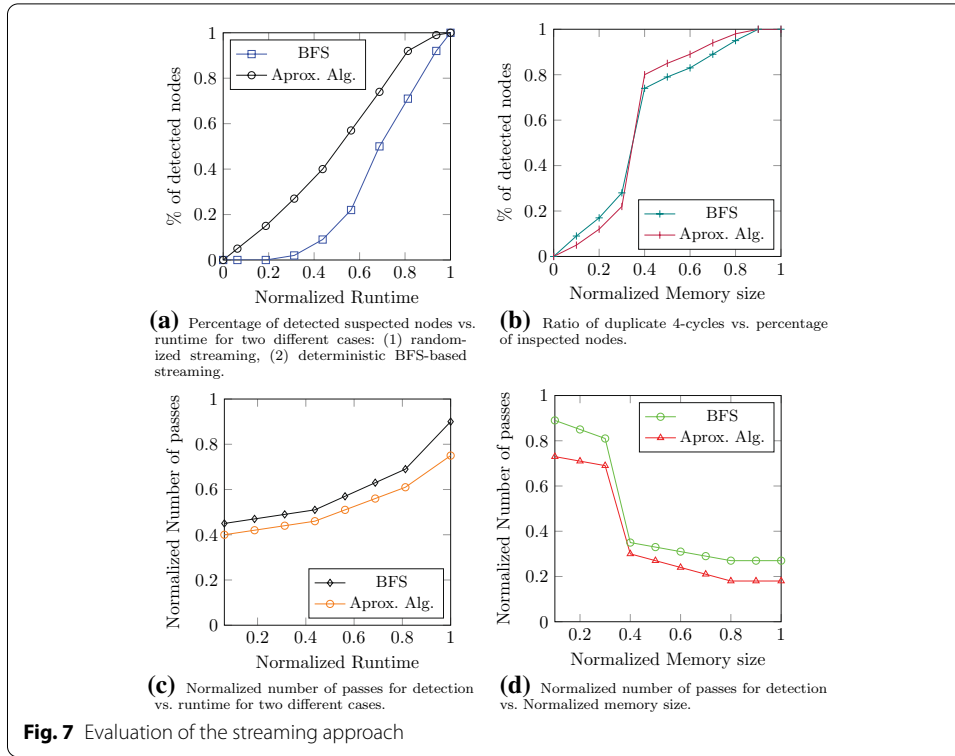 1
0.8
0.6
0.4
0.2
0
% of detected nodes
BFS
Aprox. Alg.
0 0.2 0.4 0.6 0.8 1
Normalized Runtime
(a) Percentage of detected suspected nodes vs.
runtime for two different cases: (1) random-
ized streaming, (2) deterministic BFS-based
streaming.
1
0.8
0.6
0.4
0.2
0
% of detected nodes
BFS
Aprox. Alg.
0 0.2 0.4 0.6 0.8 1
Normalized Memory size
(b) Ratio of duplicate 4-cycles vs. percentage
of inspected nodes.
1
0.8
0.6
0.4
0.2
0
Normalized Number of passes
BFS
Aprox. Alg.
0.2 0.4 0.6 0.8 1
Normalized Runtime
(c) Normalized number of passes for detection
vs. runtime for two different cases.
1
0.8
0.6
0.4
0.2
0
Normalized Number of passes
BFS
Aprox. Alg.
0.2 0.4 0.6 0.8 1
Normalized Memory size
(d) Normalized number of passes for detection
vs. Normalized memory size.
Fig. 7 Evaluation of the streaming approach